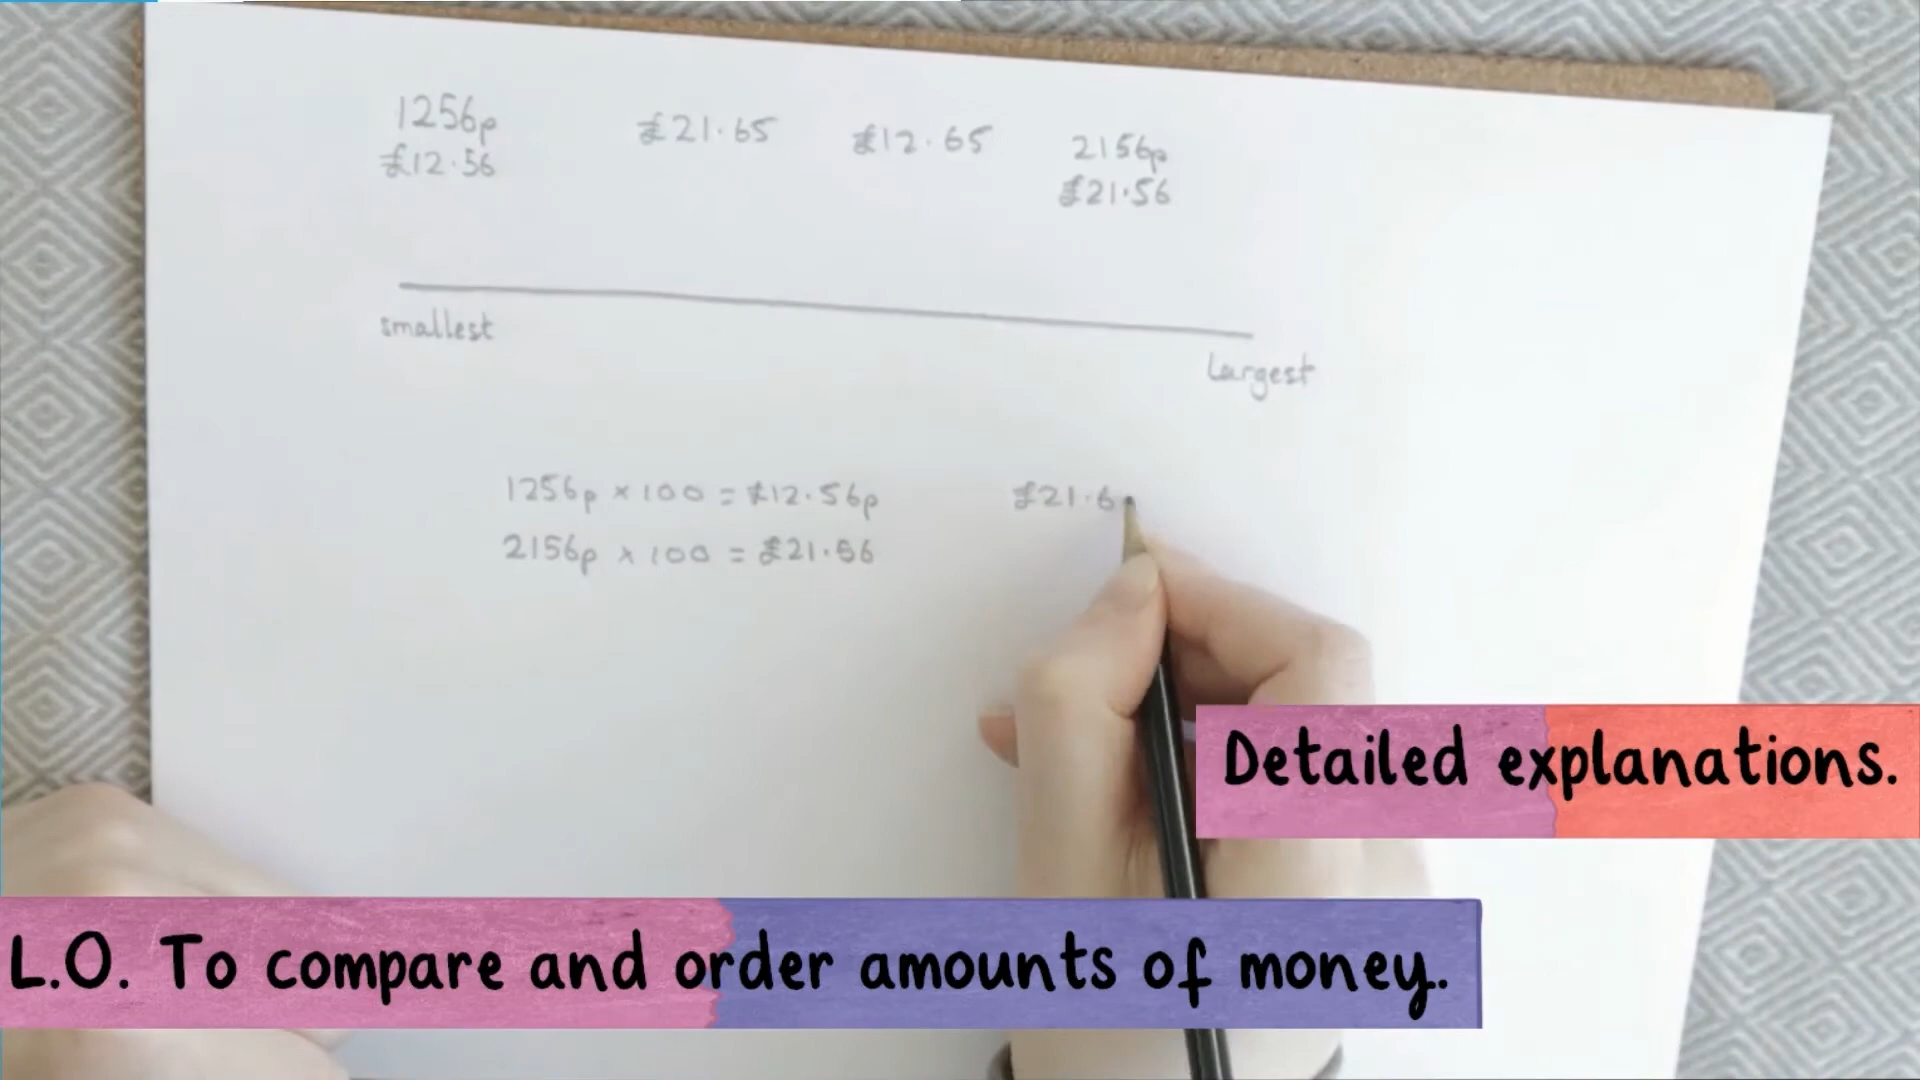 1256p £21.65 £12.65 2156p
£12.56 £21.56
smallest
Largest
1256p × 100 = £12.56p £21.6
2156p × 100 = £21.56
Detailed explanations.
L.O. To compare and order amounts of money.